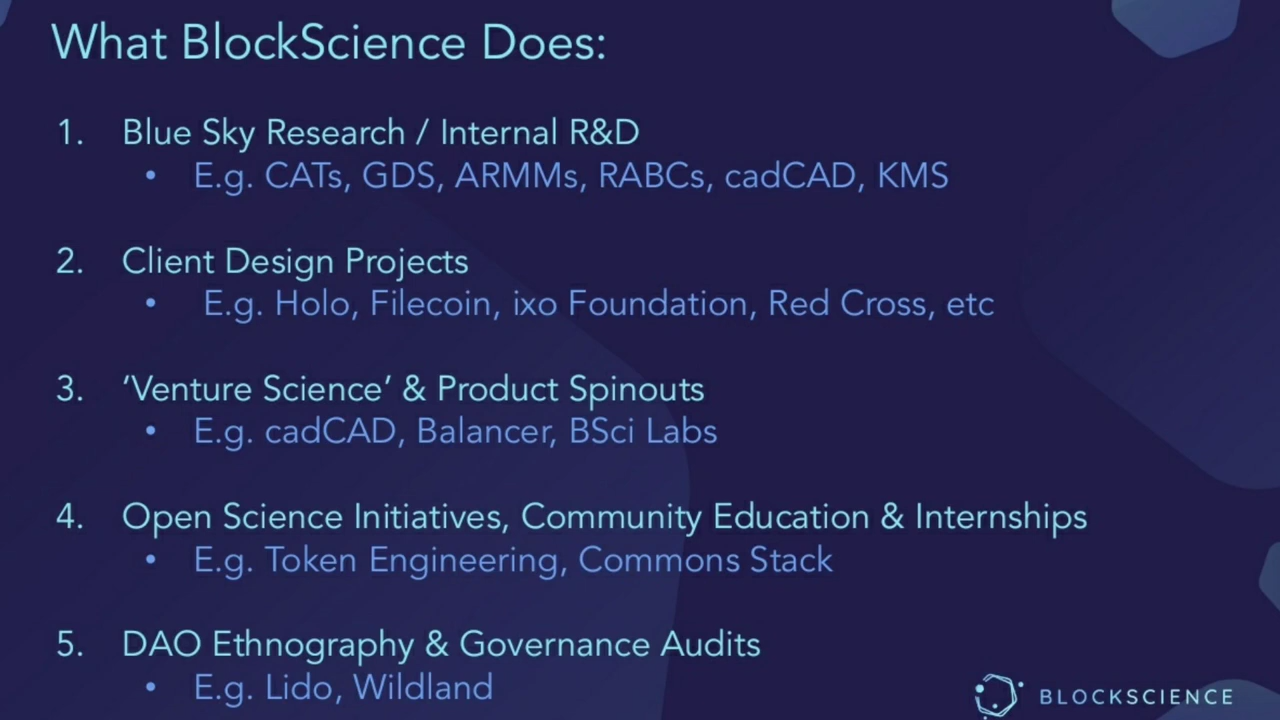 What BlockScience Does:
1. Blue Sky Research / Internal R&D
• E.g. CATs, GDS, ARMMs, RABCs, cadCAD, KMS
2. Client Design Projects
• E.g. Holo, Filecoin, ixo Foundation, Red Cross, etc
3. ‘Venture Science’ & Product Spinouts
• E.g. cadCAD, Balancer, BSci Labs
4. Open Science Initiatives, Community Education & Internships
• E.g. Token Engineering, Commons Stack
5. DAO Ethnography & Governance Audits
• E.g. Lido, Wildland
BLOCKSCIENCE